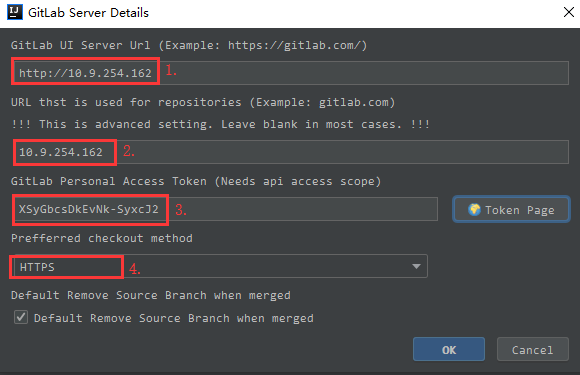 GitLab Server Details
GitLab UI Server Url (Example: https://gitlab.com/)
http://10.9.254.162 1.
URL thst is used for repositories (Example: gitlab.com)
!!! This is advanced setting. Leave blank in most cases. !!!
10.9.254.162 2.
GitLab Personal Access Token (Needs api access scope)
XSyGbcsDkEvNk-SyxcJ2 3. Token Page
Prefferred checkout method
HTTPS 4.
Default Remove Source Branch when merged
Default Remove Source Branch when merged
OK Cancel